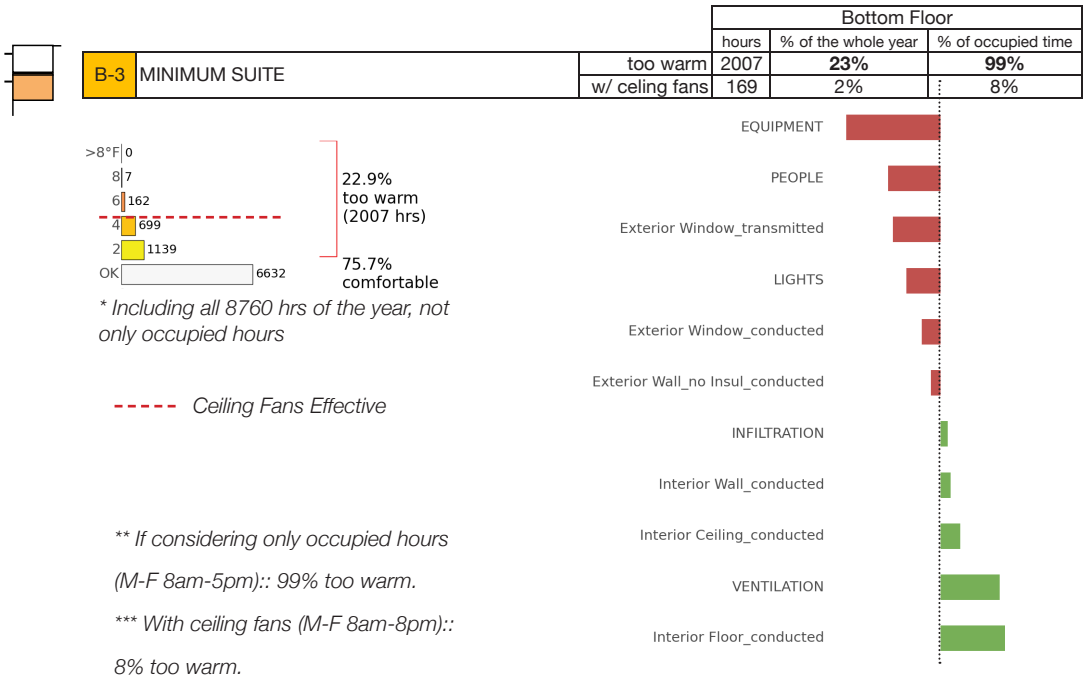 Bottom Floor
hours % of the whole year % of occupied time
B-3 MINIMUM SUITE too warm 2007 23% 99%
w/ celing fans 169 2% 8%
>8°F 0
8 7
6 162
4 699
2 1139
OK 6632
22.9%
too warm
(2007 hrs)
75.7%
comfortable
* Including all 8760 hrs of the year, not
only occupied hours
Ceiling Fans Effective
** If considering only occupied hours
(M-F 8am-5pm):: 99% too warm.
*** With ceiling fans (M-F 8am-8pm)::
8% too warm.
EQUIPMENT
PEOPLE
Exterior Window_transmitted
LIGHTS
Exterior Window_conducted
Exterior Wall_no Insul_conducted
INFILTRATION
Interior Wall_conducted
Interior Ceiling_conducted
VENTILATION
Interior Floor_conducted